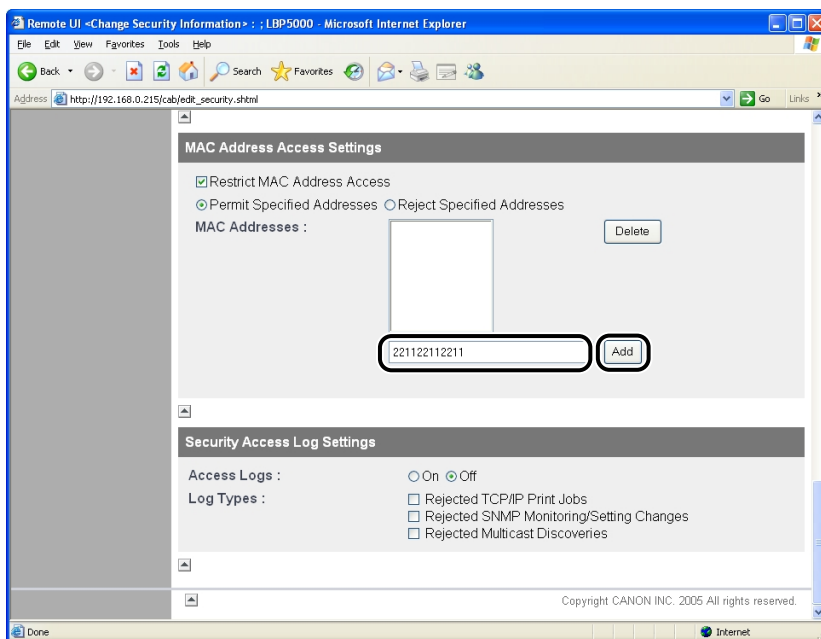 Remote UI <Change Security Information> : ; LBP5000 - Microsoft Internet Explorer
File Edit View Favorites Tools Help
Back Search Favorites
Address http://192.168.0.215/cab/edit_security.shtml Go Links
MAC Address Access Settings
Restrict MAC Address Access
Permit Specified Addresses Reject Specified Addresses
MAC Addresses : Delete
221122112211 Add
Security Access Log Settings
Access Logs : On Off
Log Types : Rejected TCP/IP Print Jobs
Rejected SNMP Monitoring/Setting Changes
Rejected Multicast Discoveries
Copyright CANON INC. 2005 All rights reserved.
Done Internet